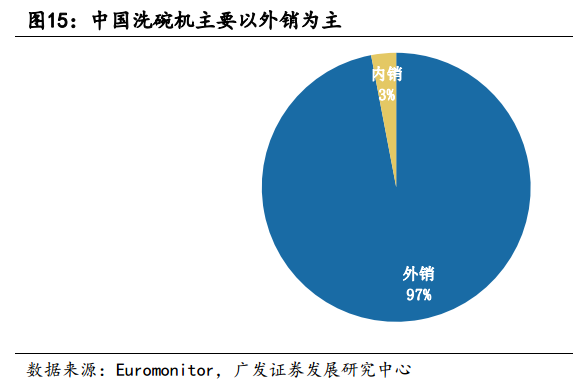 图15：中国洗碗机主要以外销为主
内销
3%
外销
97%
数据来源：Euromonitor，广发证券发展研究中心